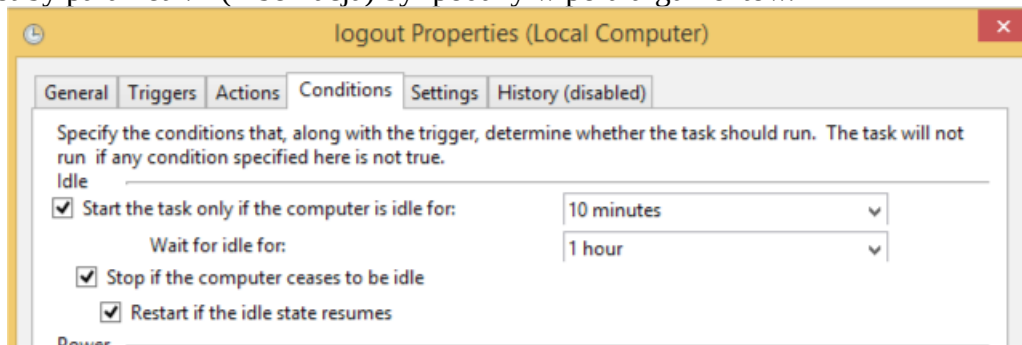 logout Properties (Local Computer)
General Triggers Actions Conditions Settings History (disabled)
Specify the conditions that, along with the trigger, determine whether the task should run. The task will not
run if any condition specified here is not true.
Idle
Start the task only if the computer is idle for: 10 minutes
Wait for idle for: 1 hour
Stop if the computer ceases to be idle
Restart if the idle state resumes
Power